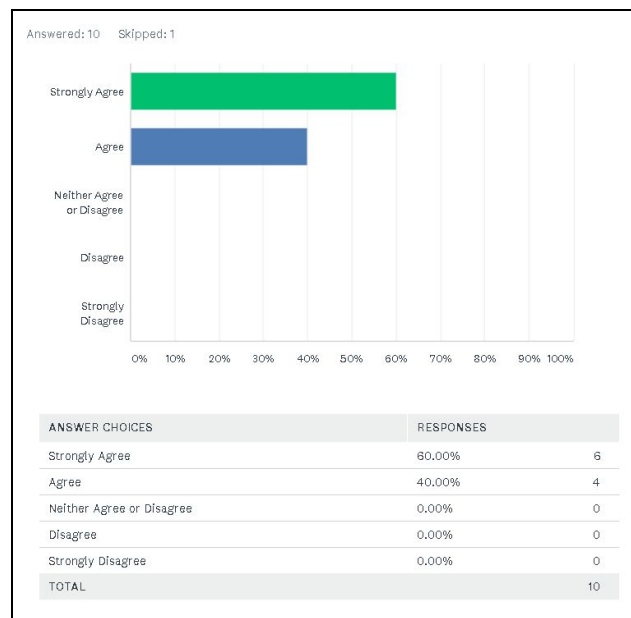 Answered: 10 Skipped: 1
Strongly Agree
Agree
Neither Agree
or Disagree
Disagree
Strongly
Disagree
0% 10% 20% 30% 40% 50% 60% 70% 80% 90% 100%
ANSWER CHOICES RESPONSES
Strongly Agree 60.00% 6
Agree 40.00% 4
Neither Agree or Disagree 0.00% 0
Disagree 0.00% 0
Strongly Disagree 0.00% 0
TOTAL 10